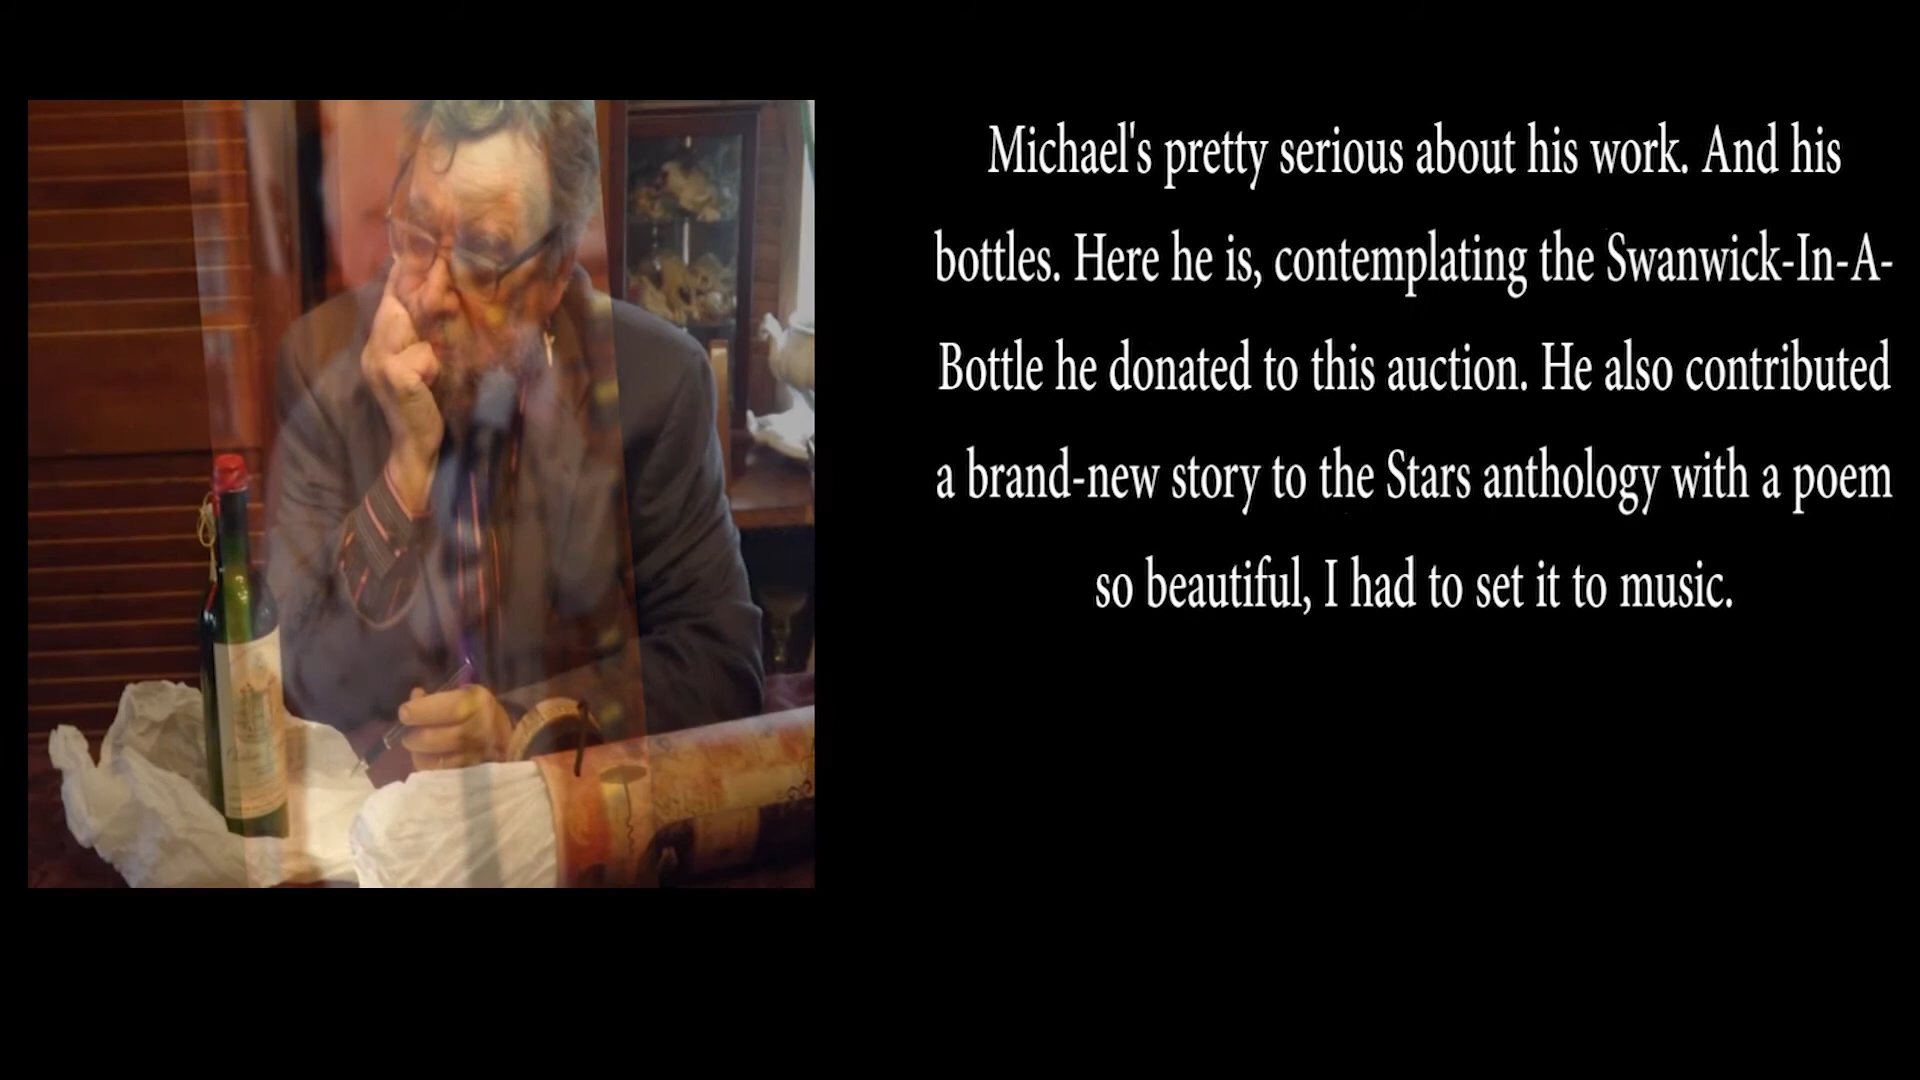 Michael's pretty serious about his work. And his
bottles. Here he is, contemplating the Swanwick-In-A-
Bottle he donated to this auction. He also contributed
a brand-new story to the Stars anthology with a poem
so beautiful, I had to set it to music.